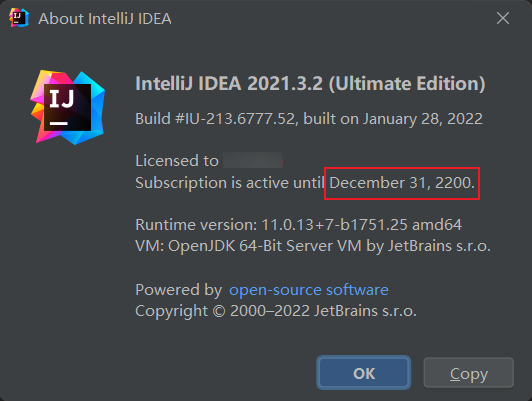 About IntelliJ IDEA
IJ
IntelliJ IDEA 2021.3.2 (Ultimate Edition)
Build #IU-213.6777.52, built on January 28, 2022
Licensed to
Subscription is active until December 31, 2200.
Runtime version: 11.0.13+7-b1751.25 amd64
VM: OpenJDK 64-Bit Server VM by JetBrains s.r.o.
Powered by open-source software
Copyright © 2000–2022 JetBrains s.r.o.
OK Copy